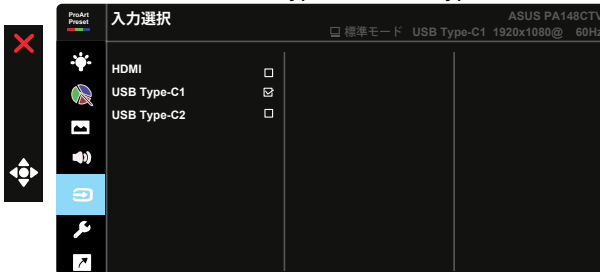 ProArt
Preset
入力選択
ASUS PA148CTV
標準モード USB Type-C1 1920x1080@ 60Hz
HDMI
USB Type-C1
USB Type-C2